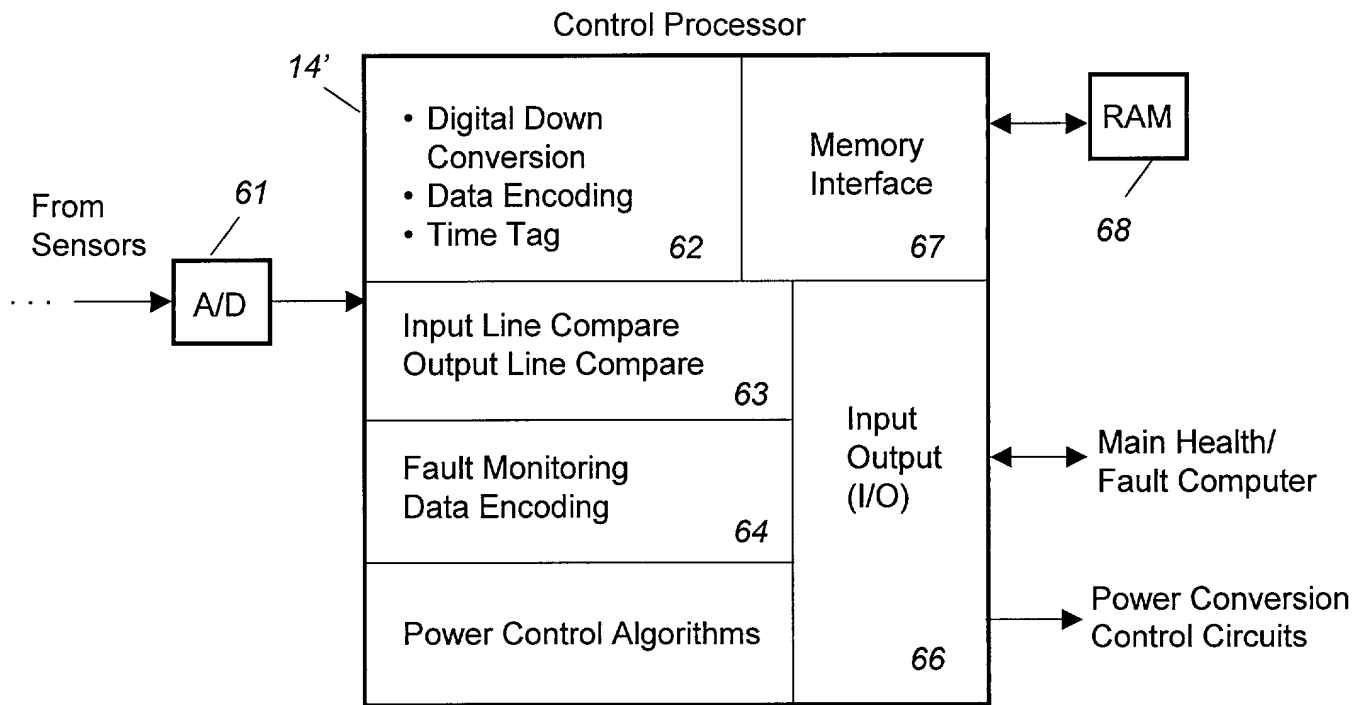 Control Processor
14'
• Digital Down
Conversion
• Data Encoding
• Time Tag
62
Memory
Interface
67
RAM
68
From
Sensors
61
. . .
A/D
Input Line Compare
Output Line Compare
63
Fault Monitoring
Data Encoding
64
Power Control Algorithms
Input
Output
(I/O)
66
Main Health/
Fault Computer
Power Conversion
Control Circuits